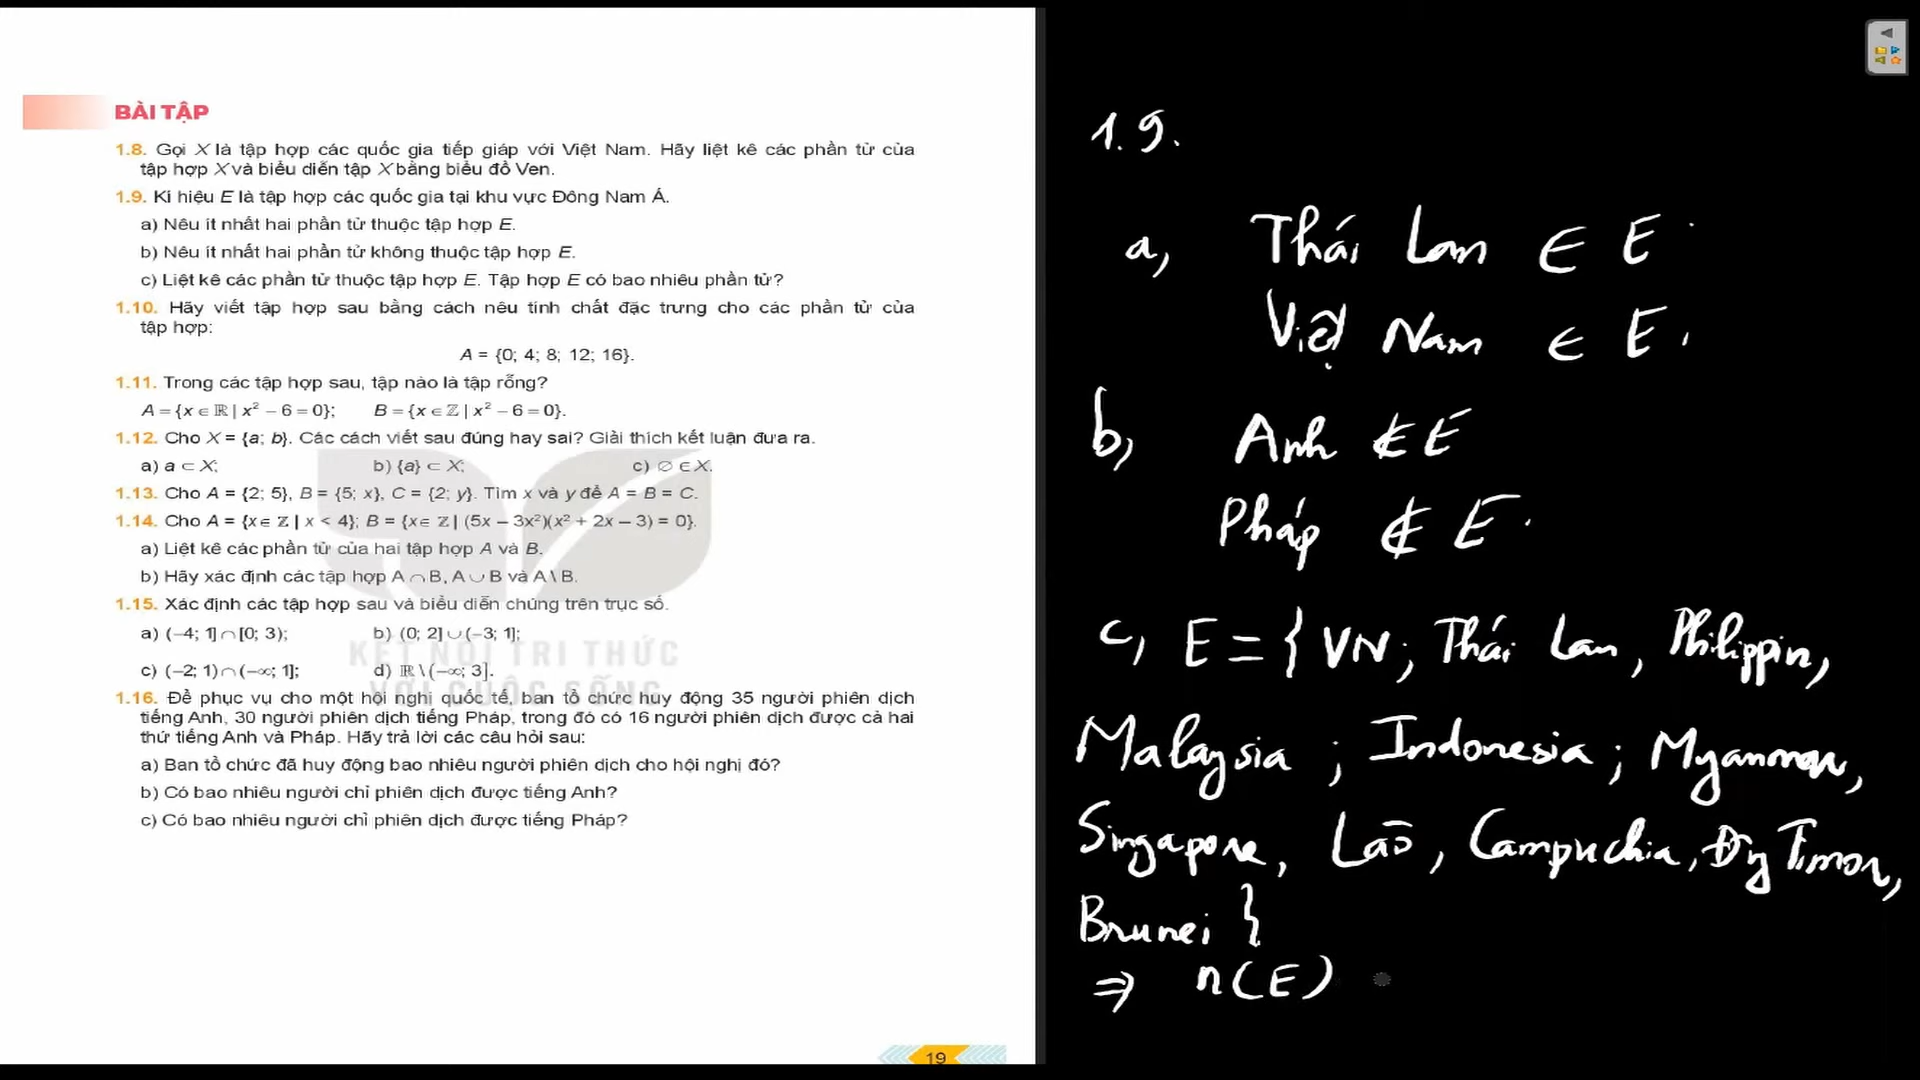 BÀI TẬP
1.8. Gọi X là tập hợp các quốc gia tiếp giáp với Việt Nam. Hãy liệt kê các phần tử của
tập hợp X và biểu diễn tập X bằng biểu đồ Ven.
1.9. Kí hiệu E là tập hợp các quốc gia tại khu vực Đông Nam Á.
a) Nêu ít nhất hai phần tử thuộc tập hợp E.
b) Nêu ít nhất hai phần tử không thuộc tập hợp E.
c) Liệt kê các phần tử thuộc tập hợp E. Tập hợp E có bao nhiêu phần tử?
1.10. Hãy viết tập hợp sau bằng cách nêu tính chất đặc trưng cho các phần tử của
tập hợp:
A = {0; 4; 8; 12; 16}.
1.11. Trong các tập hợp sau, tập nào là tập rỗng?
A = {x ∈ ℝ | x² − 6 = 0}; B = {x ∈ ℤ | x² − 6 = 0}.
1.12. Cho X = {a; b}. Các cách viết sau đúng hay sai? Giải thích kết luận đưa ra.
a) a ⊂ X; b) {a} ⊂ X; c) ∅ ∈ X.
1.13. Cho A = {2; 5}, B = {5; x}, C = {2; y}. Tìm x và y để A = B = C.
1.14. Cho A = {x ∈ ℤ | x < 4}; B = {x ∈ ℤ | (5x − 3x²)(x² + 2x − 3) = 0}.
a) Liệt kê các phần tử của hai tập hợp A và B.
b) Hãy xác định các tập hợp A ∩ B, A ∪ B và A \ B.
1.15. Xác định các tập hợp sau và biểu diễn chúng trên trục số.
a) (−4; 1] ∩ [0; 3); b) (0; 2] ∪ (−3; 1];
KẾT NỐI TRI THỨC
c) (−2; 1) ∩ (−∞; 1]; d) ℝ \ (−∞; 3].
VỚI CUỘC SỐNG
1.16. Để phục vụ cho một hội nghị quốc tế, ban tổ chức huy động 35 người phiên dịch
tiếng Anh, 30 người phiên dịch tiếng Pháp, trong đó có 16 người phiên dịch được cả hai
thứ tiếng Anh và Pháp. Hãy trả lời các câu hỏi sau:
a) Ban tổ chức đã huy động bao nhiêu người phiên dịch cho hội nghị đó?
b) Có bao nhiêu người chỉ phiên dịch được tiếng Anh?
c) Có bao nhiêu người chỉ phiên dịch được tiếng Pháp?
19
1.9.
a, Thái Lan ∈ E.
Việt Nam ∈ E.
b, Anh ∉ E
Pháp ∉ E.
c, E = { VN; Thái Lan, Philippin,
Malaysia ; Indonesia ; Myanmar,
Singapore, Lào, Campuchia, Đg Timor,
Brunei }
⇒ n(E)